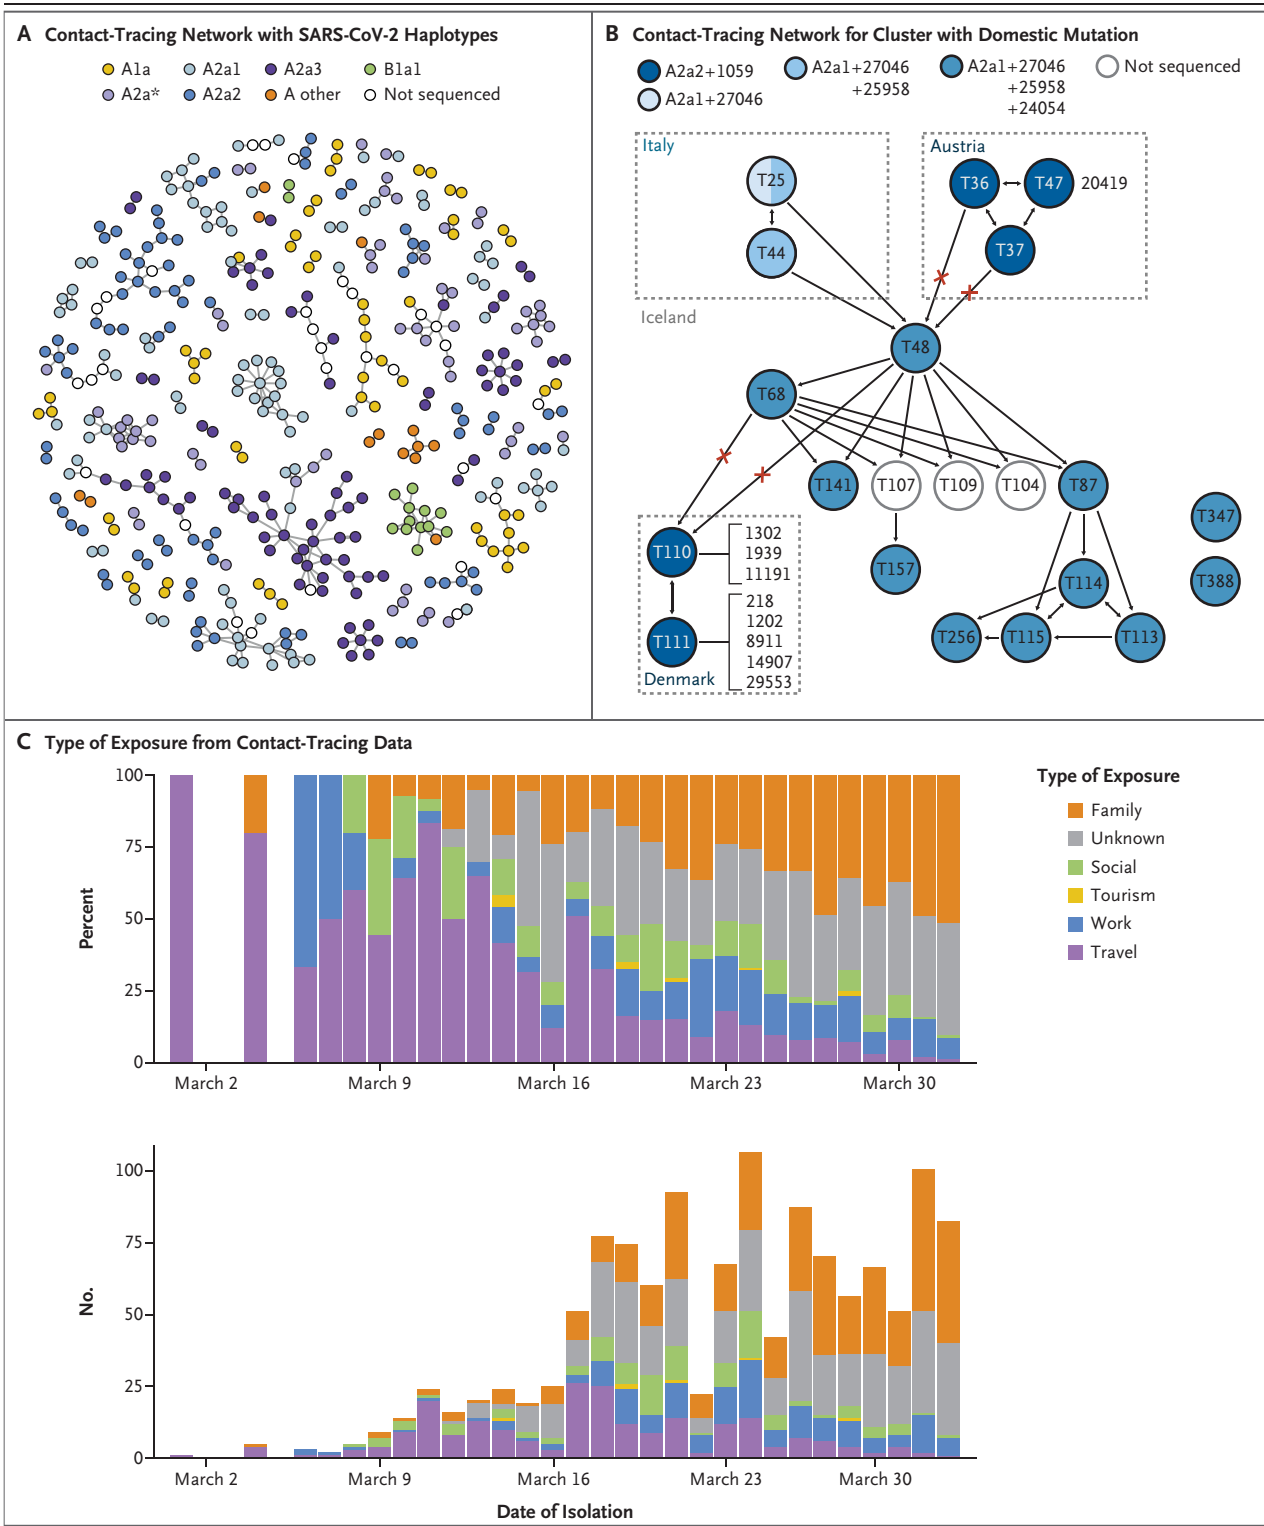 A Contact-Tracing Network with SARS-CoV-2 Haplotypes
A1a
A2a1
A2a3
B1a1
A2a*
A2a2
A other
Not sequenced
B Contact-Tracing Network for Cluster with Domestic Mutation
A2a2+1059
A2a1+27046
A2a1+27046
+25958
A2a1+27046
+25958
+24054
Not sequenced
Italy
Austria
T25
T36
T47
20419
T44
T37
Iceland
T48
T68
T141
T107
T109
T104
T87
T347
T110
1302
1939
11191
T157
T114
T388
T111
218
1202
8911
14907
29553
T256
T115
T113
Denmark
C Type of Exposure from Contact-Tracing Data
Percent
100
75
50
25
0
March 2
March 9
March 16
March 23
March 30
Type of Exposure
Family
Unknown
Social
Tourism
Work
Travel
No.
100
75
50
25
0
March 2
March 9
March 16
March 23
March 30
Date of Isolation